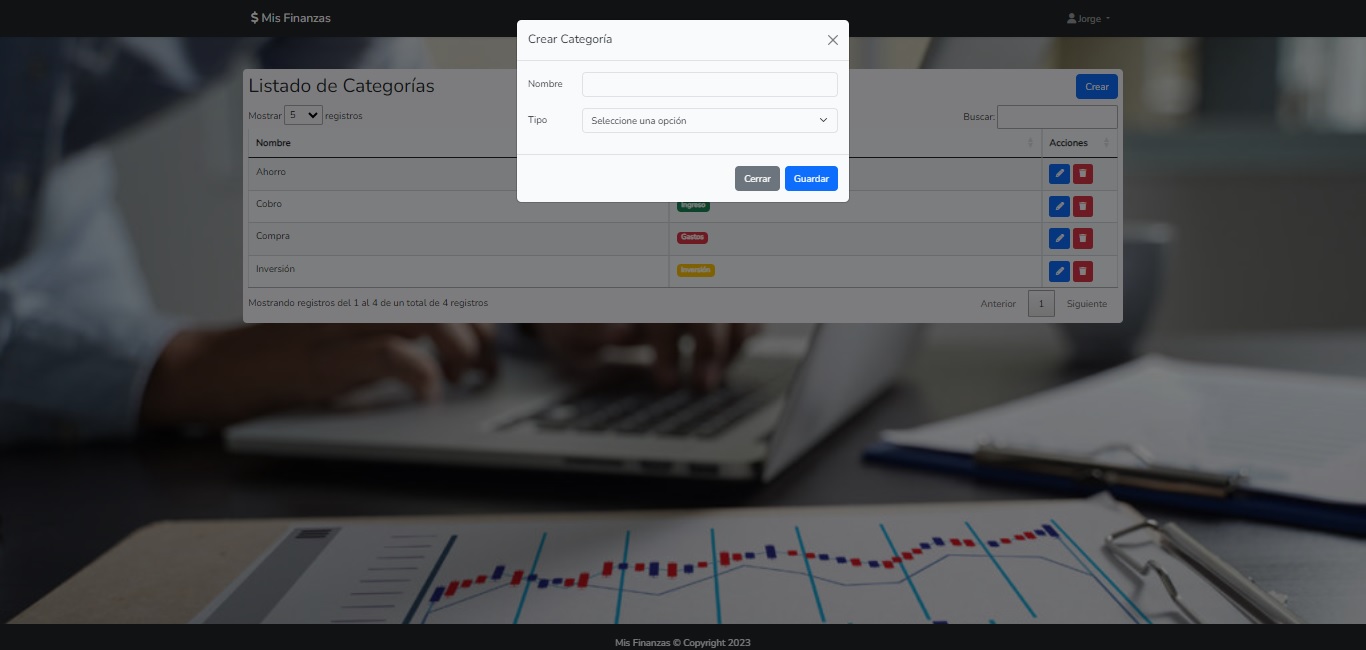 Mis Finanzas
Jorge
Crear Categoría
Nombre
Tipo
Seleccione una opción
Cerrar
Guardar
Listado de Categorías
Crear
Mostrar 5 registros
Buscar:
Nombre
Acciones
Ahorro
Cobro
Ingreso
Compra
Gastos
Inversión
Inversión
Mostrando registros del 1 al 4 de un total de 4 registros
Anterior 1 Siguiente
Mis Finanzas © Copyright 2023